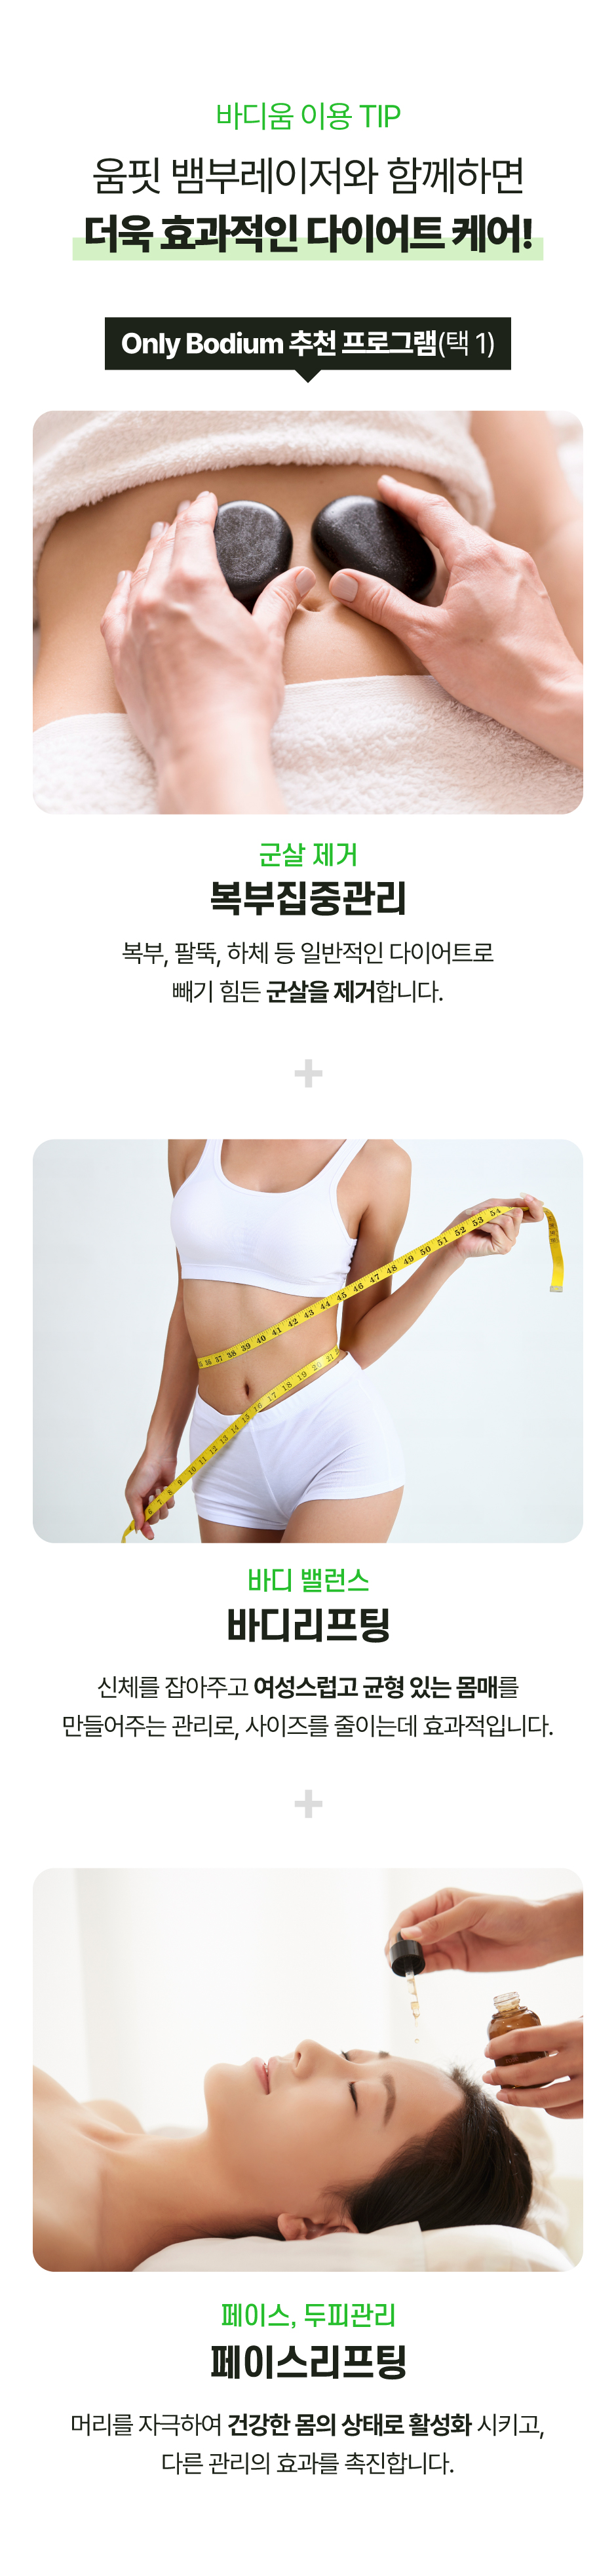 바디움 이용 TIP
움핏 뱀부레이저와 함께하면
더욱 효과적인 다이어트 케어!
Only Bodium 추천 프로그램(택 1)
군살 제거
복부집중관리
복부, 팔뚝, 하체 등 일반적인 다이어트로
빼기 힘든 군살을 제거합니다.
+
37 38 39 40 41 42 43 44 45 46 47 48 49 50 51 52 53 54
6 7 8 9 10 11 12 13 14 15 16 17 18 19 20 21
바디 밸런스
바디리프팅
신체를 잡아주고 여성스럽고 균형 있는 몸매를
만들어주는 관리로, 사이즈를 줄이는데 효과적입니다.
+
페이스, 두피관리
페이스리프팅
머리를 자극하여 건강한 몸의 상태로 활성화 시키고,
다른 관리의 효과를 촉진합니다.